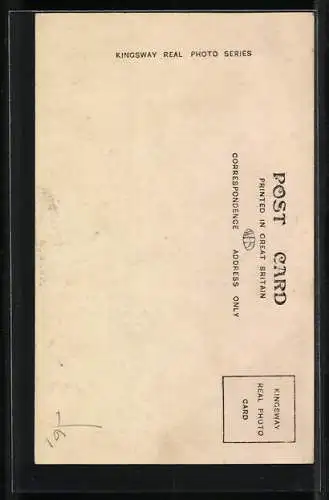 KINGSWAY REAL PHOTO SERIES
POST CARD
PRINTED IN GREAT BRITAIN
CORRESPONDENCE ADDRESS ONLY
KINGSWAY
REAL PHOTO
CARD